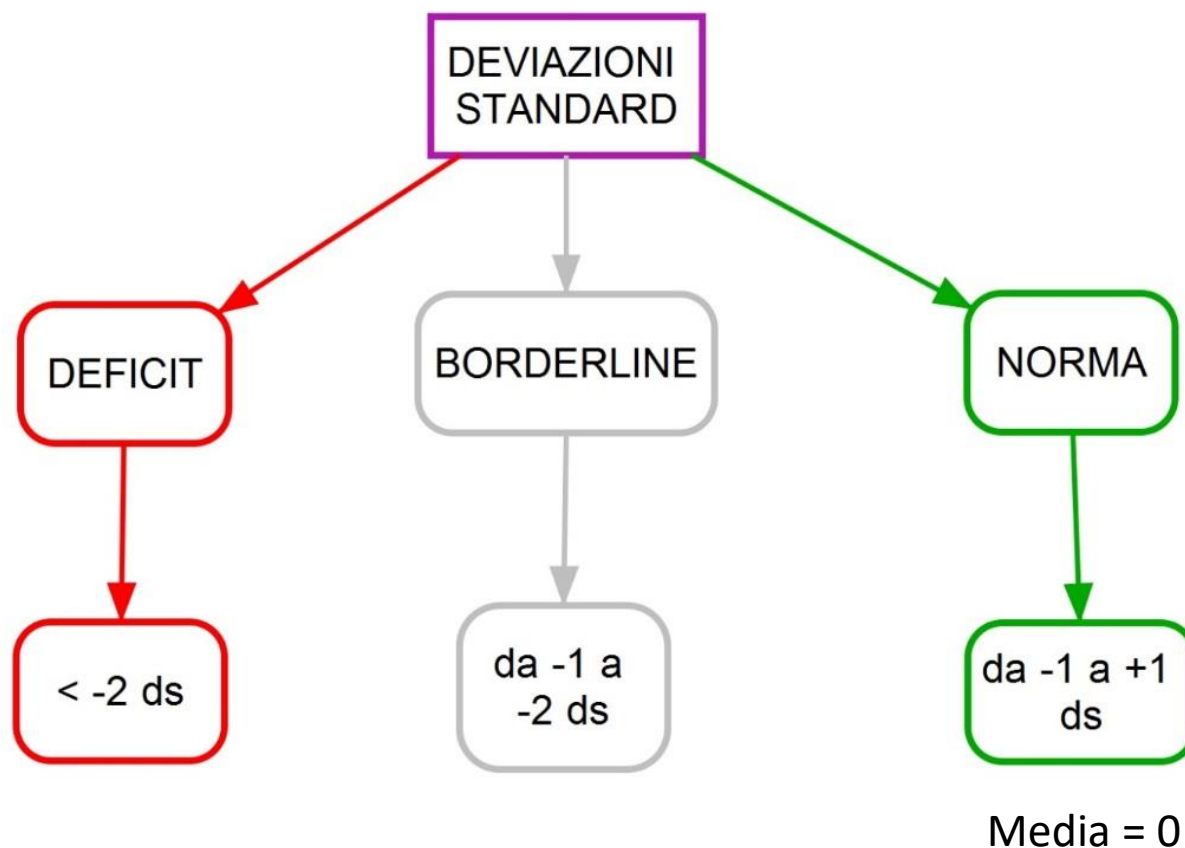 DEVIAZIONI
STANDARD
DEFICIT
BORDERLINE
NORMA
< -2 ds
da -1 a
-2 ds
da -1 a +1
ds
Media = 0